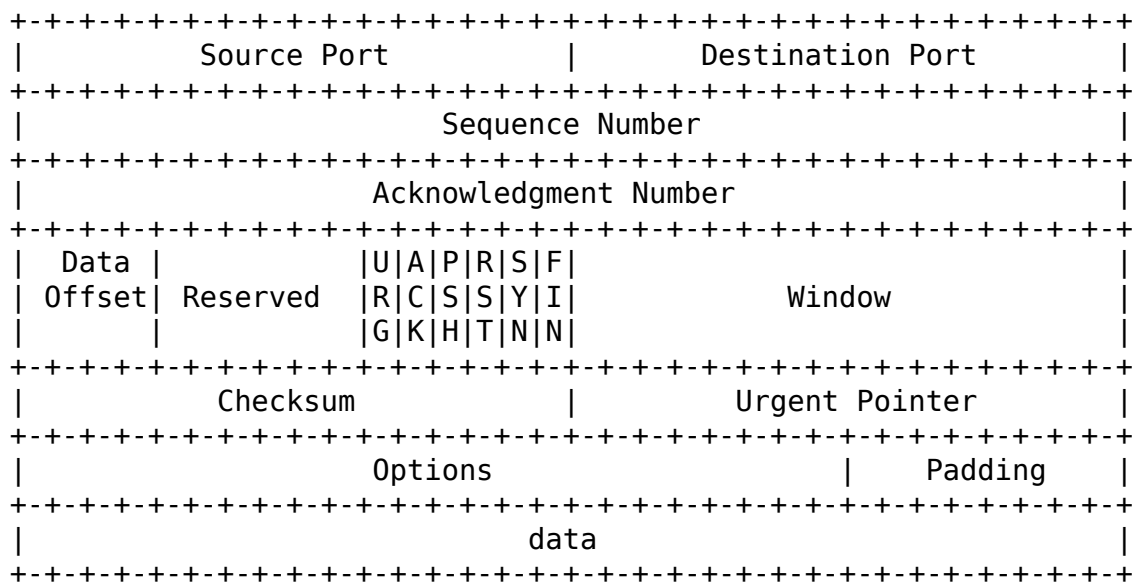 +-+-+-+-+-+-+-+-+-+-+-+-+-+-+-+-+-+-+-+-+-+-+-+-+-+-+-+-+-+-+-+-+
|          Source Port          |       Destination Port        |
+-+-+-+-+-+-+-+-+-+-+-+-+-+-+-+-+-+-+-+-+-+-+-+-+-+-+-+-+-+-+-+-+
|                        Sequence Number                        |
+-+-+-+-+-+-+-+-+-+-+-+-+-+-+-+-+-+-+-+-+-+-+-+-+-+-+-+-+-+-+-+-+
|                    Acknowledgment Number                      |
+-+-+-+-+-+-+-+-+-+-+-+-+-+-+-+-+-+-+-+-+-+-+-+-+-+-+-+-+-+-+-+-+
|  Data |           |U|A|P|R|S|F|                               |
| Offset| Reserved  |R|C|S|S|Y|I|            Window             |
|       |           |G|K|H|T|N|N|                               |
+-+-+-+-+-+-+-+-+-+-+-+-+-+-+-+-+-+-+-+-+-+-+-+-+-+-+-+-+-+-+-+-+
|           Checksum            |         Urgent Pointer        |
+-+-+-+-+-+-+-+-+-+-+-+-+-+-+-+-+-+-+-+-+-+-+-+-+-+-+-+-+-+-+-+-+
|                    Options                    |    Padding    |
+-+-+-+-+-+-+-+-+-+-+-+-+-+-+-+-+-+-+-+-+-+-+-+-+-+-+-+-+-+-+-+-+
|                             data                              |
+-+-+-+-+-+-+-+-+-+-+-+-+-+-+-+-+-+-+-+-+-+-+-+-+-+-+-+-+-+-+-+-+